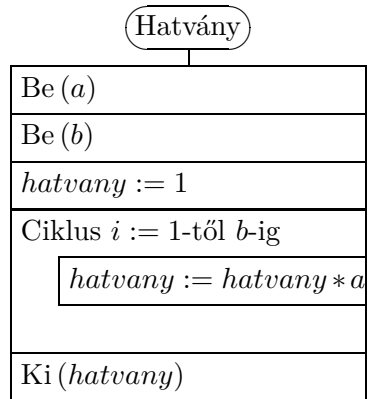 Hatvány
Be (a)
Be (b)
hatvany := 1
Ciklus i := 1-től b-ig
hatvany := hatvany * a
Ki (hatvany)